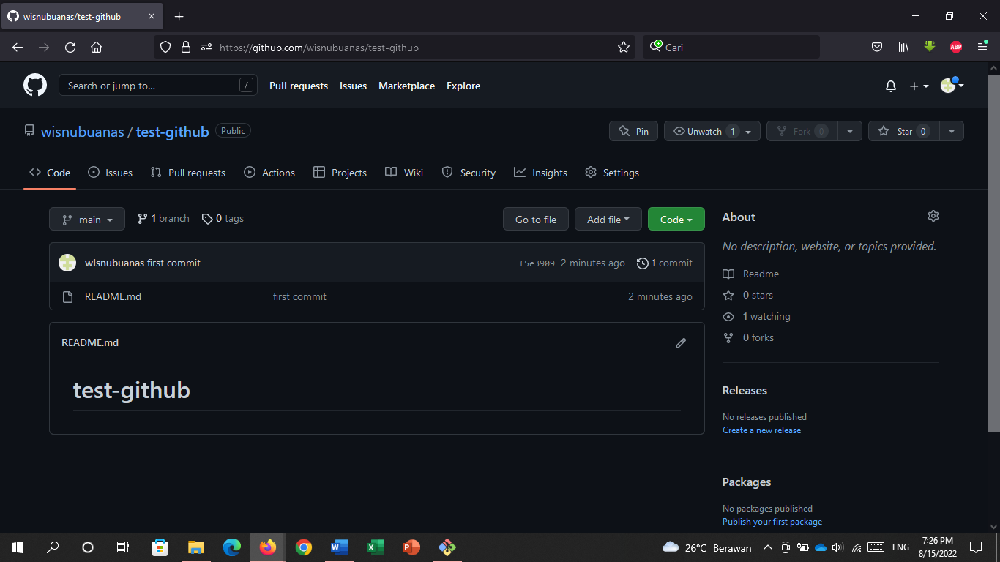 wisnubuanas/test-github
https://github.com/wisnubuanas/test-github
Cari
ABP
Search or jump to... /
Pull requests Issues Marketplace Explore
wisnubuanas / test-github Public
Pin Unwatch 1 Fork 0 Star 0
Code Issues Pull requests Actions Projects Wiki Security Insights Settings
main 1 branch 0 tags Go to file Add file Code
wisnubuanas first commit f5e3909 2 minutes ago 1 commit
README.md first commit 2 minutes ago
README.md
test-github
About
No description, website, or topics provided.
Readme
0 stars
1 watching
0 forks
Releases
No releases published
Create a new release
Packages
No packages published
Publish your first package
26°C Berawan ENG 7:26 PM
8/15/2022